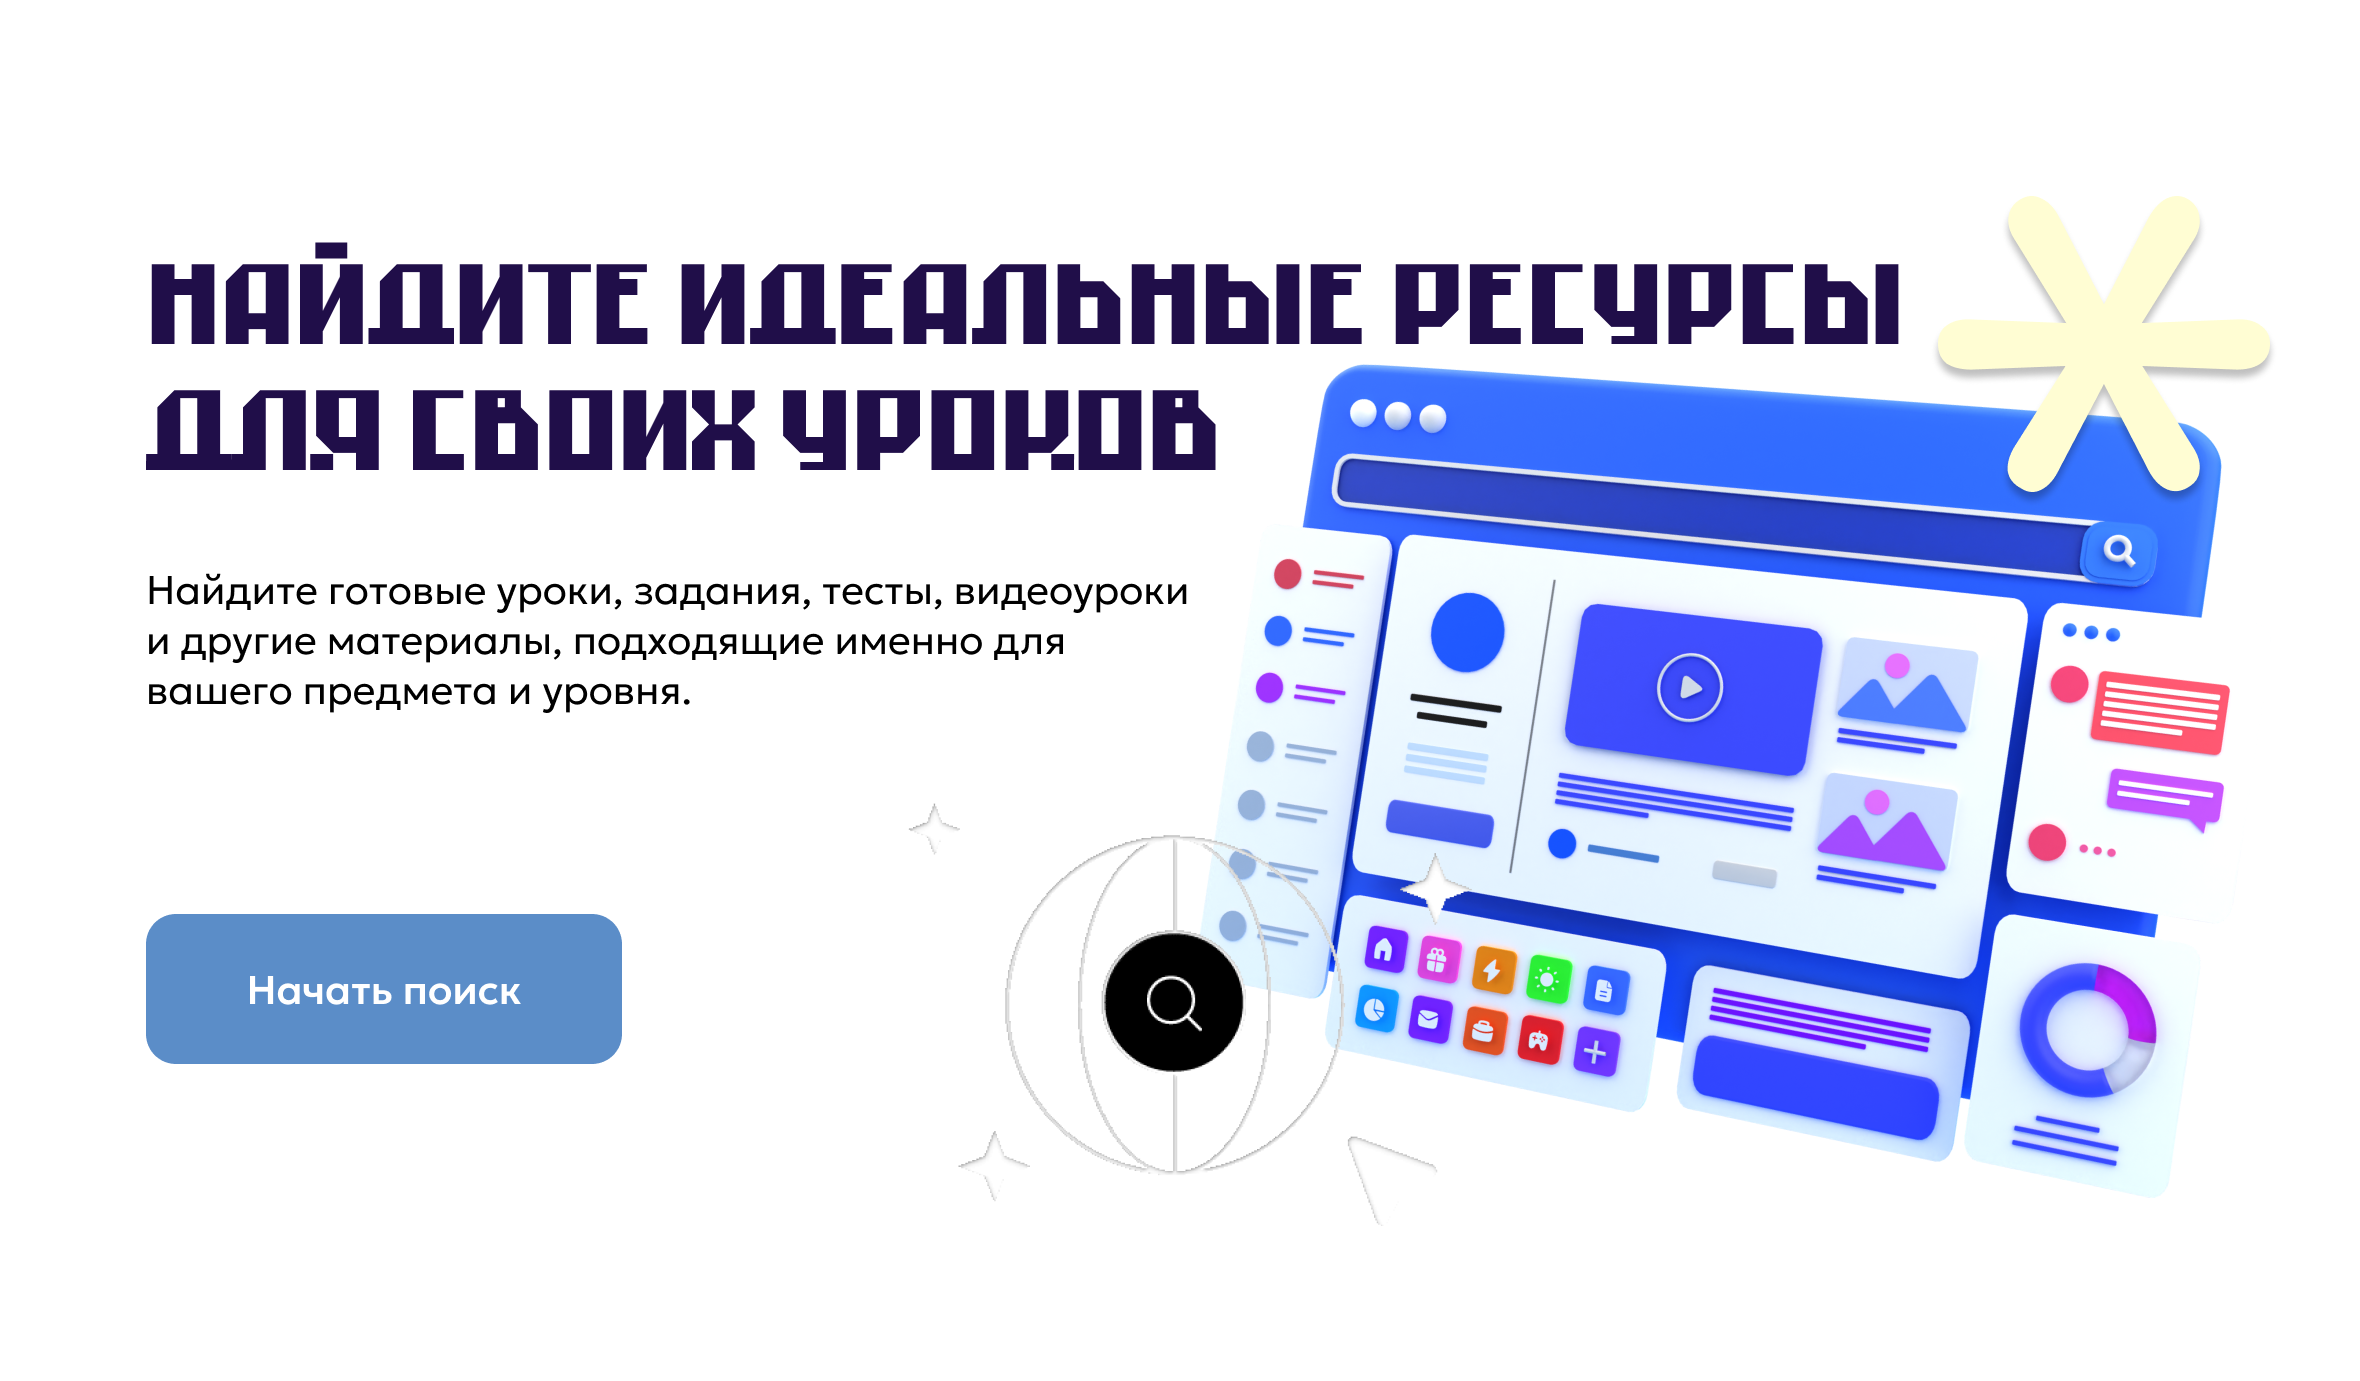 НАЙДИТЕ ИДЕАЛЬНЫЕ РЕСУРСЫ
ДЛЯ СВОИХ УРОКОВ
Найдите готовые уроки, задания, тесты, видеоуроки
и другие материалы, подходящие именно для
вашего предмета и уровня.
Начать поиск